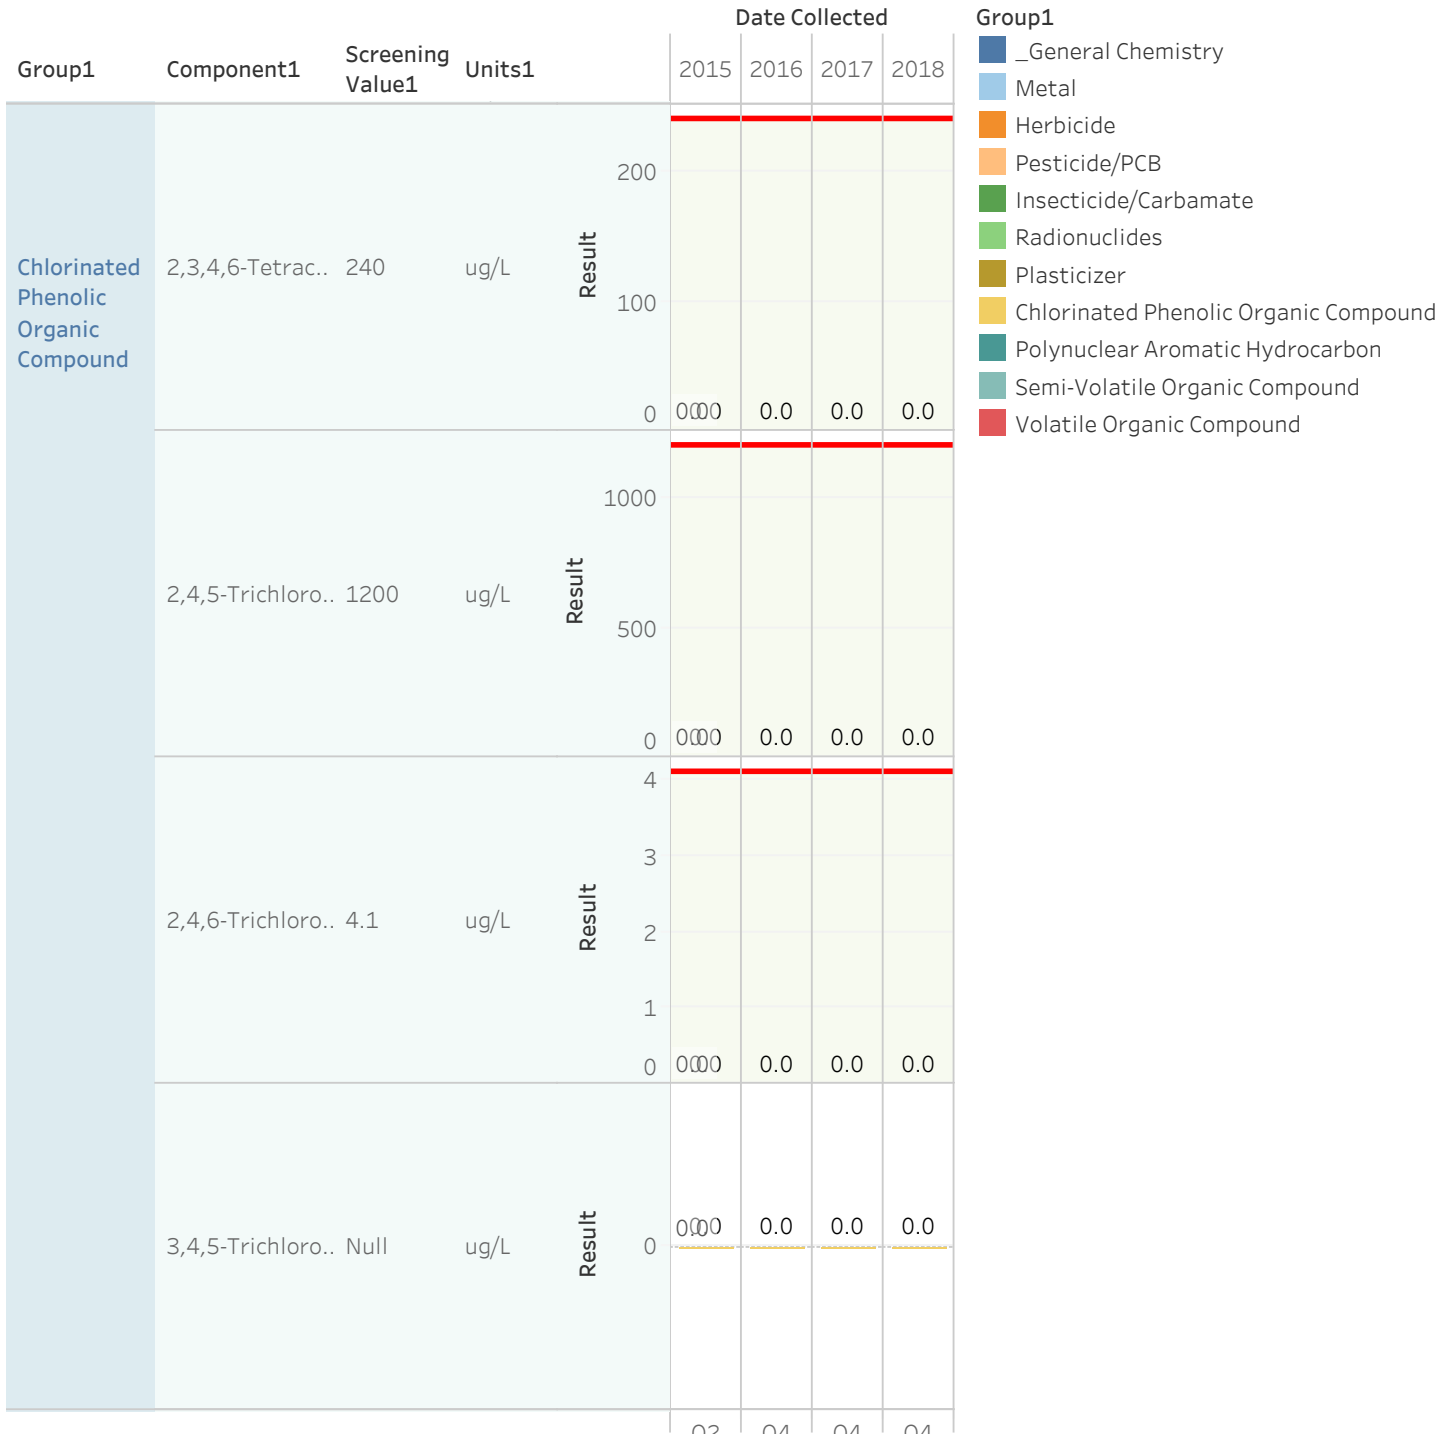 Date Collected
Group1 Component1 Screening Value1 Units1 2015 2016 2017 2018
Chlorinated
Phenolic
Organic
Compound
2,3,4,6-Tetrac.. 240 ug/L
Result
200
100
0
0.0 0.0 0.0
2,4,5-Trichloro.. 1200 ug/L
Result
1000
500
0
0.0 0.0 0.0
2,4,6-Trichloro.. 4.1 ug/L
Result
4
3
2
1
0
0.0 0.0 0.0
3,4,5-Trichloro.. Null ug/L
Result
0
0.0 0.0 0.0
Group1
_General Chemistry
Metal
Herbicide
Pesticide/PCB
Insecticide/Carbamate
Radionuclides
Plasticizer
Chlorinated Phenolic Organic Compound
Polynuclear Aromatic Hydrocarbon
Semi-Volatile Organic Compound
Volatile Organic Compound